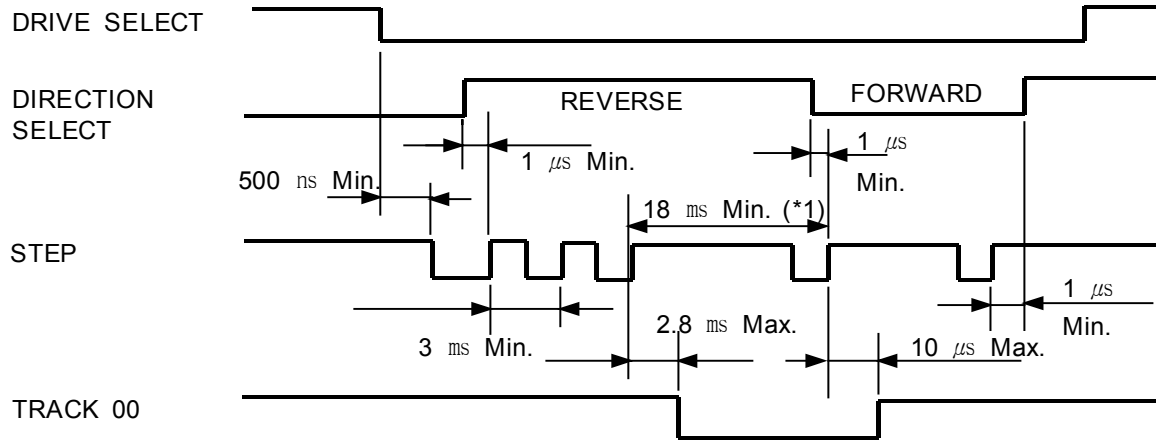 DRIVE SELECT
DIRECTION
SELECT
REVERSE
FORWARD
1 μs Min.
1 μs
Min.
500 ns Min.
18 ms Min. (*1)
STEP
1 μs
Min.
3 ms Min.
2.8 ms Max.
10 μs Max.
TRACK 00